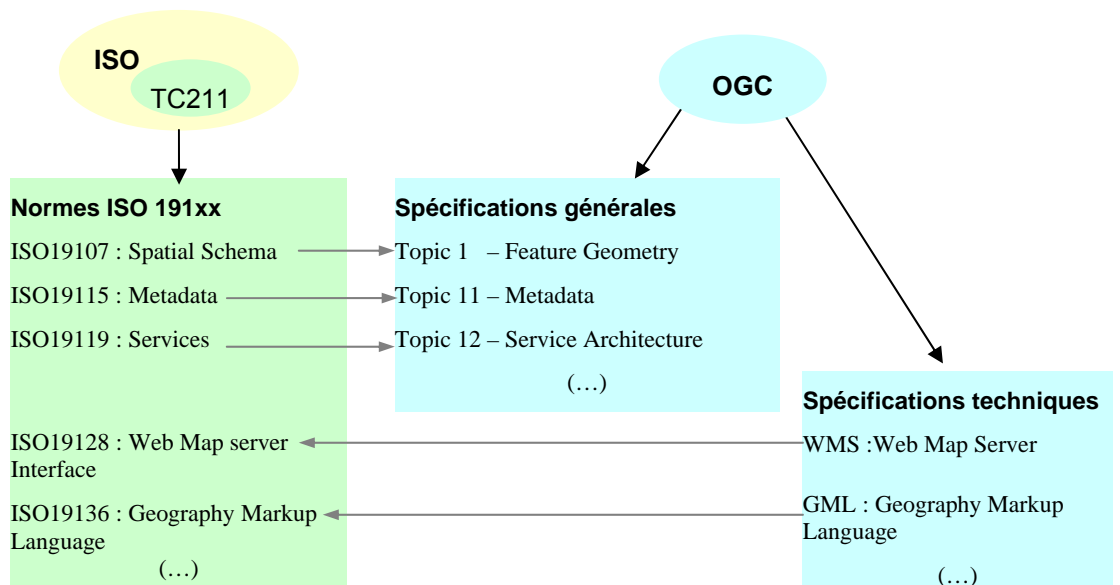 ISO
TC211
OGC
Normes ISO 191xx
ISO19107 : Spatial Schema
ISO19115 : Metadata
ISO19119 : Services
ISO19128 : Web Map server
Interface
ISO19136 : Geography Markup
Language
(…)
Spécifications générales
Topic 1 – Feature Geometry
Topic 11 – Metadata
Topic 12 – Service Architecture
(…)
Spécifications techniques
WMS :Web Map Server
GML : Geography Markup
Language
(…)